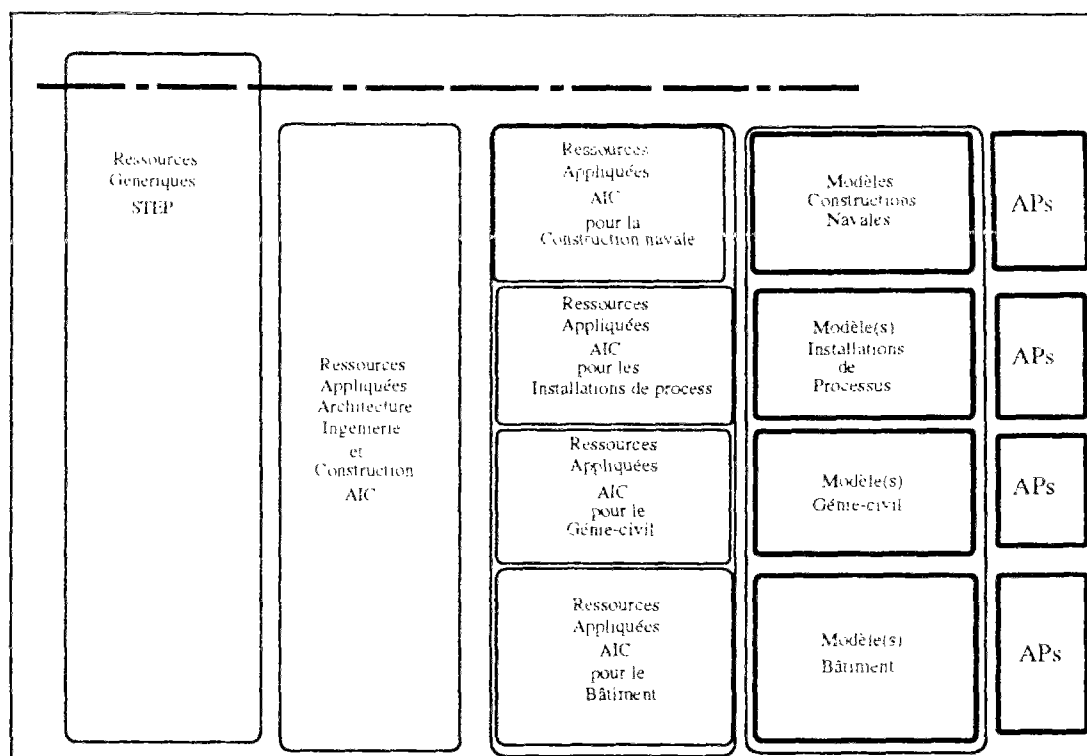 Ressources
Génériques
STEP
Ressources
Appliquées
Architecture
Ingenierie
et
Construction
AIC
Ressources
Appliquées
AIC
pour la
Construction navale
Modèles
Constructions
Navales
APs
Ressources
Appliquées
AIC
pour les
Installations de process
Modèle(s)
Installations
de
Processus
APs
Ressources
Appliquées
AIC
pour le
Génie-civil
Modèle(s)
Génie-civil
APs
Ressources
Appliquées
AIC
pour le
Bâtiment
Modèle(s)
Bâtiment
APs